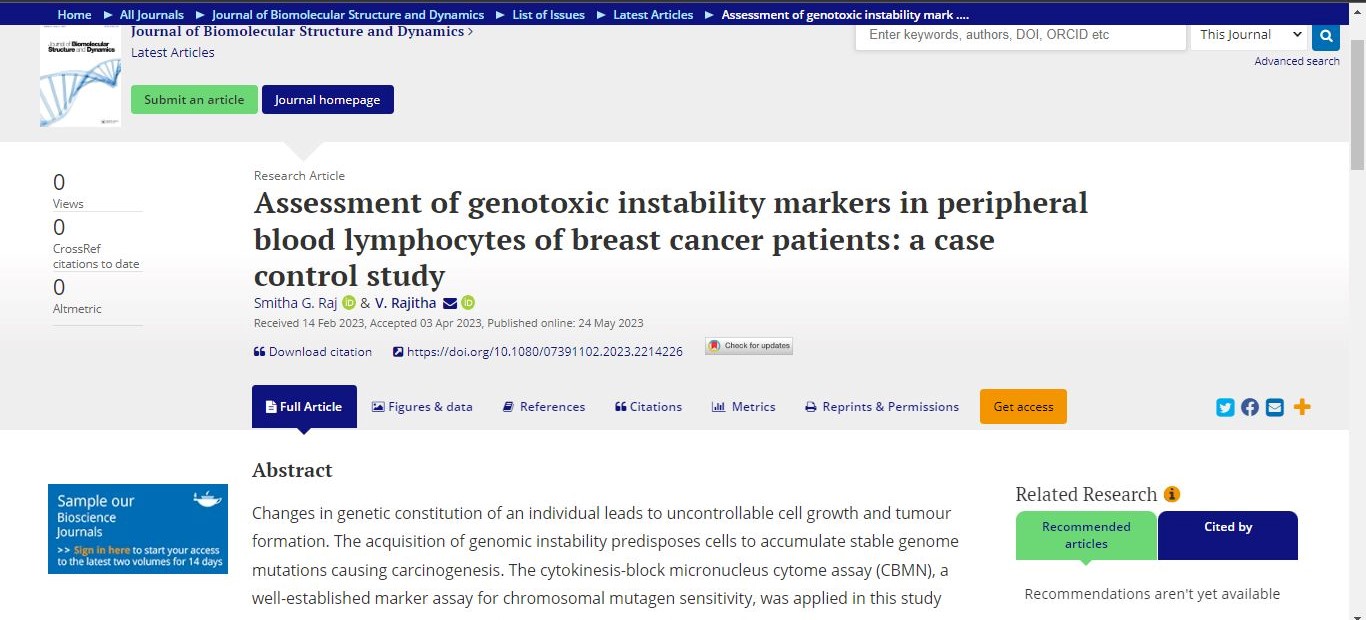 Home ► All Journals ► Journal of Biomolecular Structure and Dynamics ► List of Issues ► Latest Articles ► Assessment of genotoxic instability mark ....
Journal of Biomolecular Structure and Dynamics >
Latest Articles
Submit an article
Journal homepage
Journal of Biomolecular
Structure and Dynamics
Enter keywords, authors, DOI, ORCID etc
This Journal
Advanced search
0
Views
0
CrossRef
citations to date
0
Altmetric
Research Article
Assessment of genotoxic instability markers in peripheral
blood lymphocytes of breast cancer patients: a case
control study
Smitha G. Raj iD & V. Rajitha iD
Received 14 Feb 2023, Accepted 03 Apr 2023, Published online: 24 May 2023
Download citation https://doi.org/10.1080/07391102.2023.2214226 Check for updates
Full Article Figures & data References Citations Metrics Reprints & Permissions Get access
Sample our
Bioscience
Journals
>> Sign in here to start your access
to the latest two volumes for 14 days
Abstract
Changes in genetic constitution of an individual leads to uncontrollable cell growth and tumour
formation. The acquisition of genomic instability predisposes cells to accumulate stable genome
mutations causing carcinogenesis. The cytokinesis-block micronucleus cytome assay (CBMN), a
well-established marker assay for chromosomal mutagen sensitivity, was applied in this study
Related Research i
Recommended
articles
Cited by
Recommendations aren't yet available